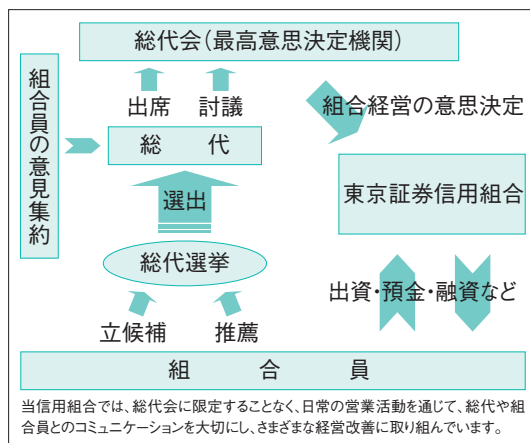 総代会（最高意思決定機関）
組合員の意見集約
出席 討議
組合経営の意思決定
総 代
東京証券信用組合
選出
総代選挙
出資・預金・融資など
立候補 推薦
組 合 員
当信用組合では、総代会に限定することなく、日常の営業活動を通じて、総代や組
合員とのコミュニケーションを大切にし、さまざまな経営改善に取り組んでいます。